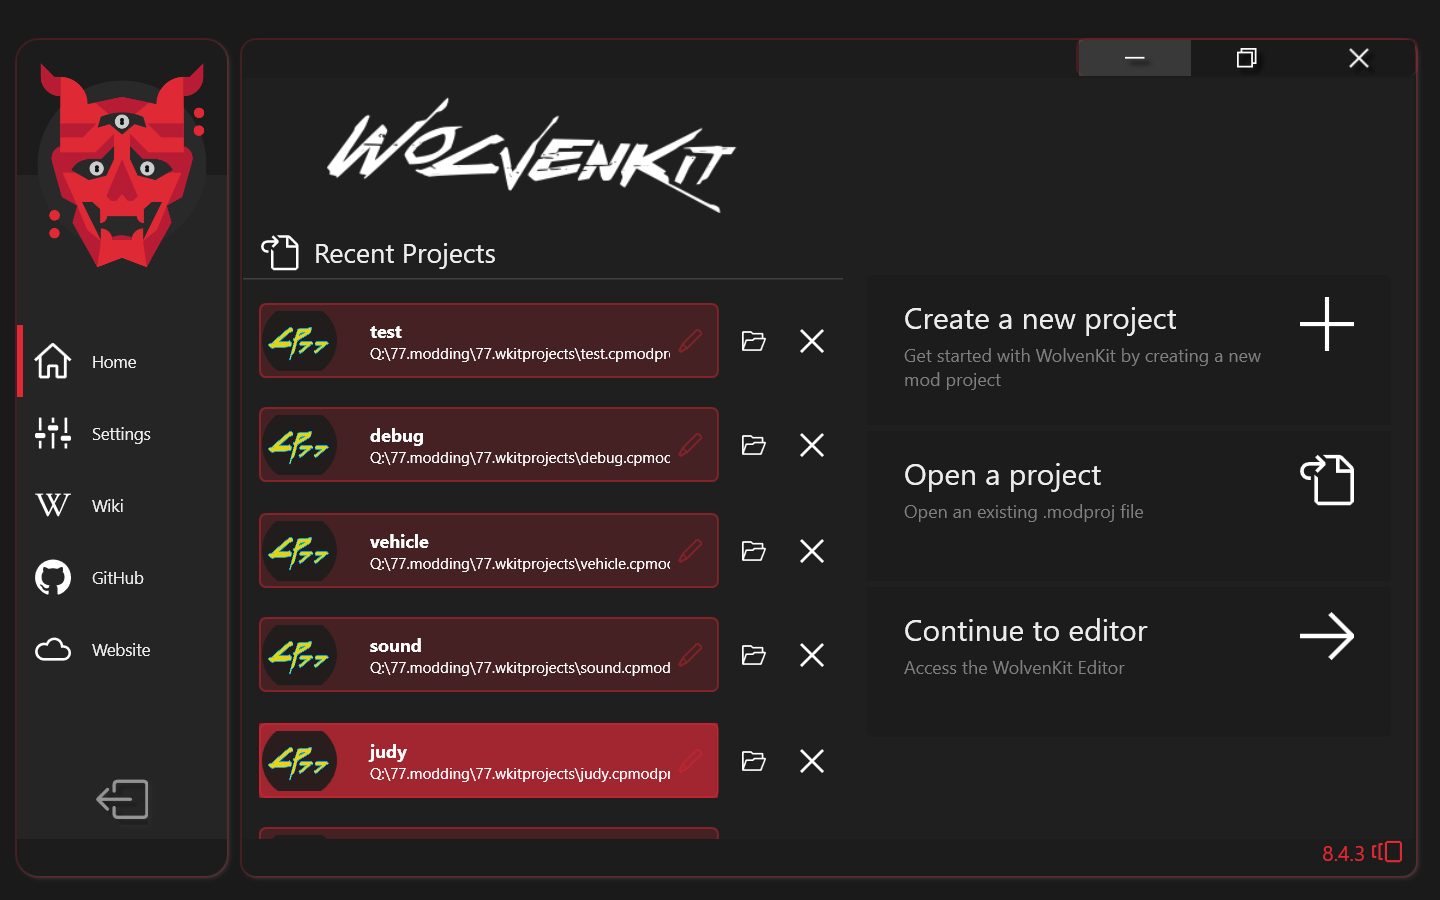 WOLVENKIT
Recent Projects
test
Q:\77.modding\77.wkitprojects\test.cpmodpr
debug
Q:\77.modding\77.wkitprojects\debug.cpmod
vehicle
Q:\77.modding\77.wkitprojects\vehicle.cpmod
sound
Q:\77.modding\77.wkitprojects\sound.cpmod
judy
Q:\77.modding\77.wkitprojects\judy.cpmodpr
Home
Settings
W Wiki
GitHub
Website
Create a new project
Get started with WolvenKit by creating a new
mod project
Open a project
Open an existing .modproj file
Continue to editor
Access the WolvenKit Editor
8.4.3